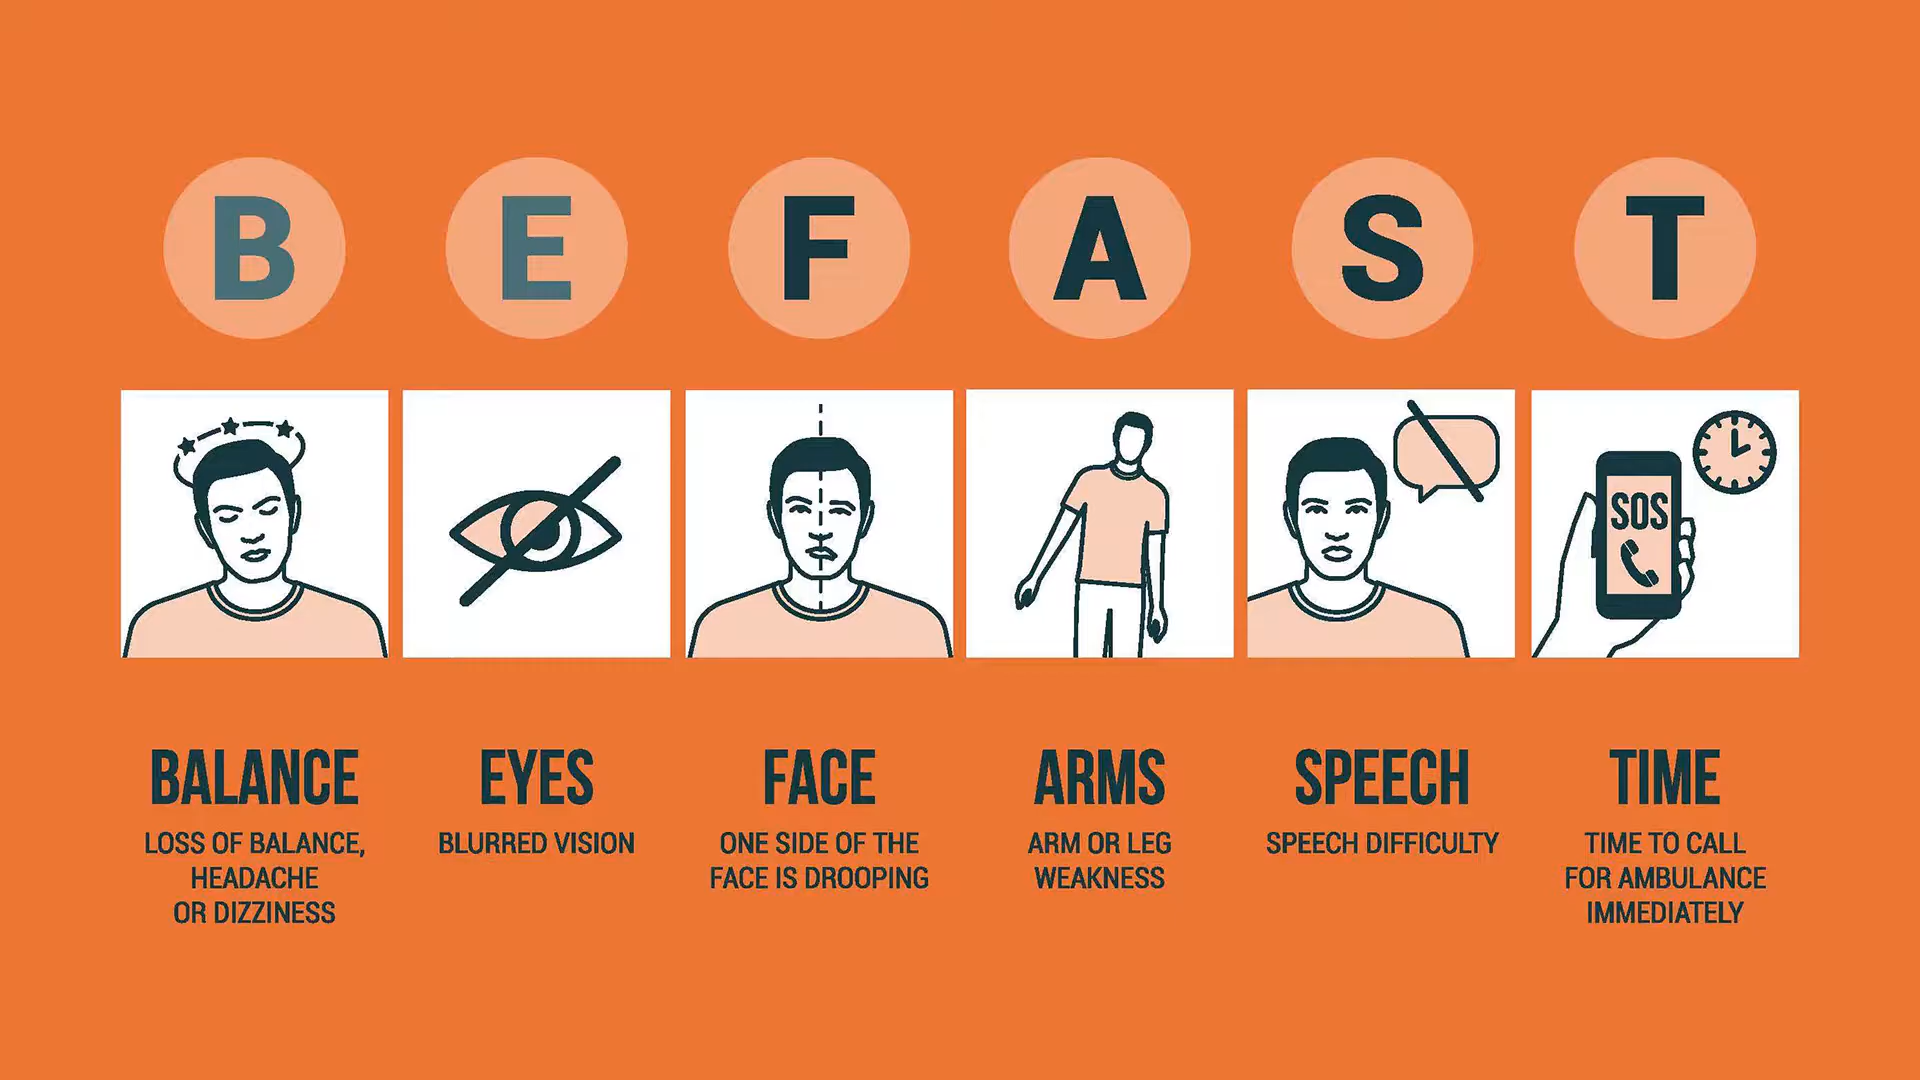 B E F A S T
SOS
BALANCE
LOSS OF BALANCE,
HEADACHE
OR DIZZINESS
EYES
BLURRED VISION
FACE
ONE SIDE OF THE
FACE IS DROOPING
ARMS
ARM OR LEG
WEAKNESS
SPEECH
SPEECH DIFFICULTY
TIME
TIME TO CALL
FOR AMBULANCE
IMMEDIATELY